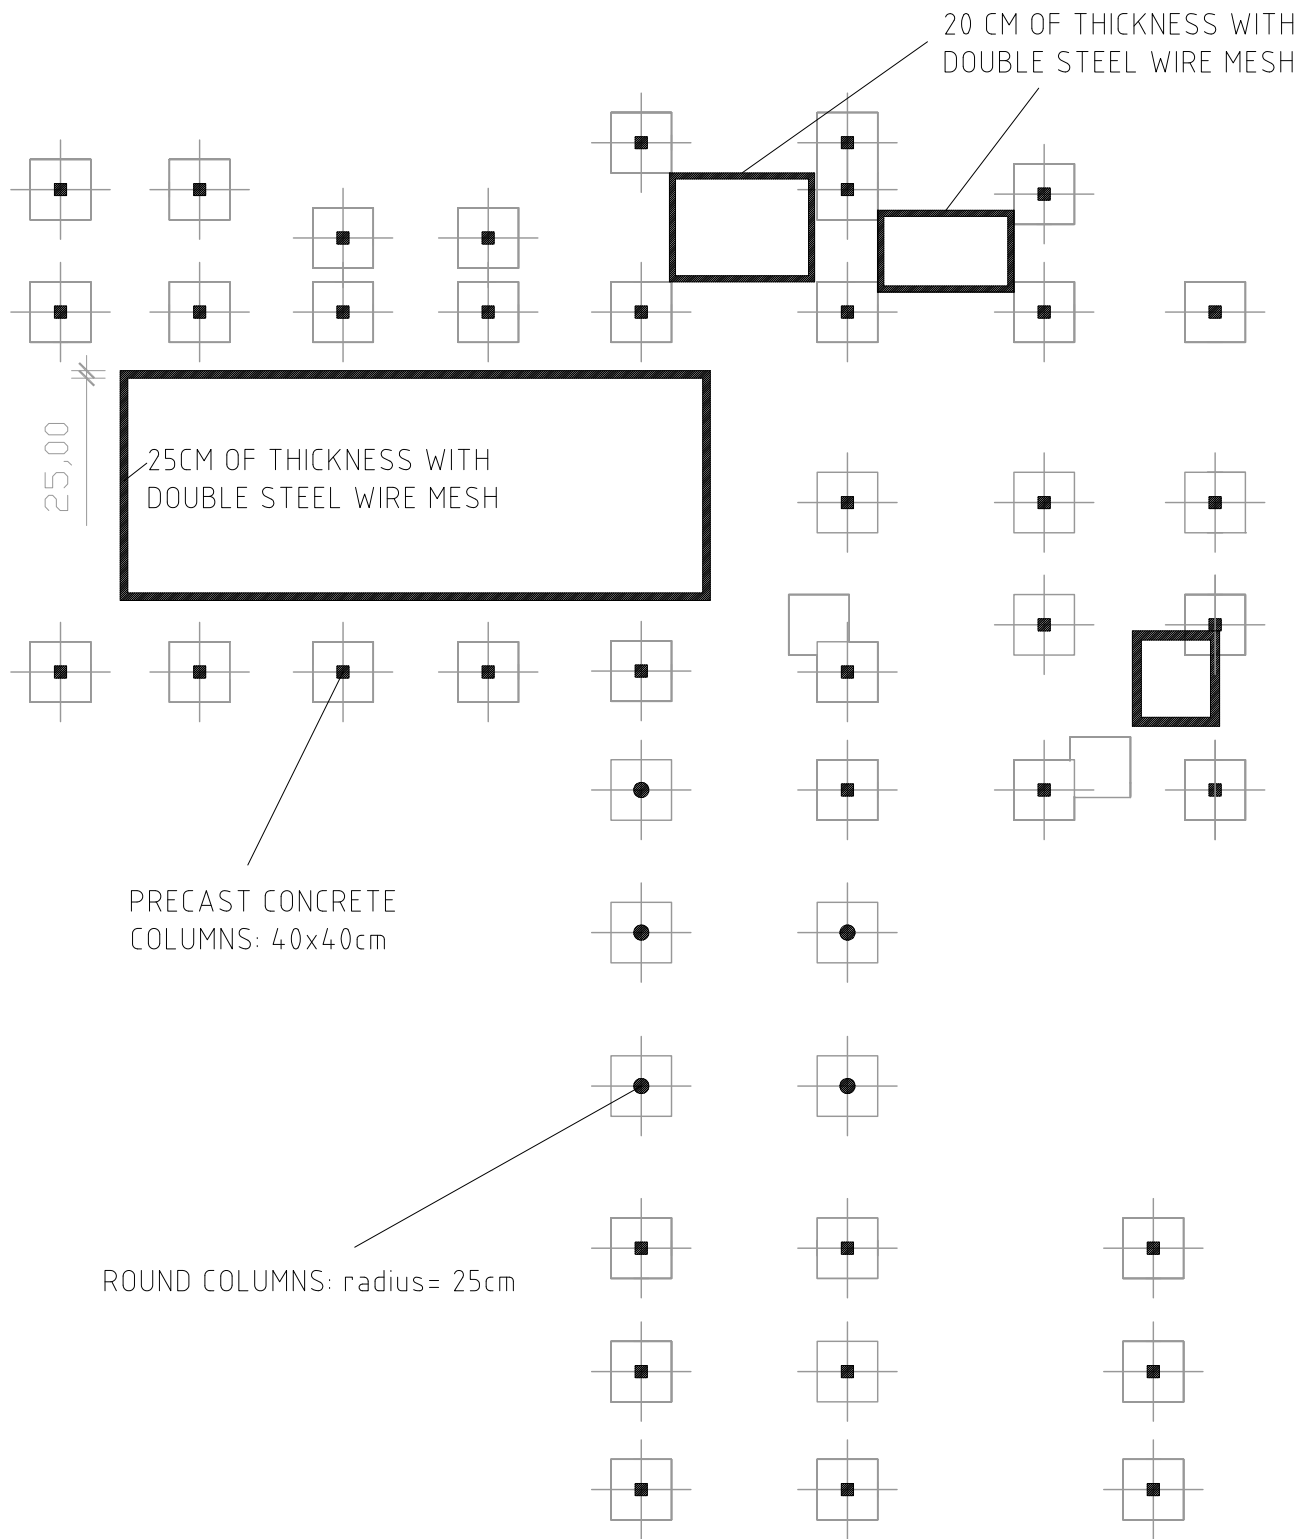 20 CM OF THICKNESS WITH
DOUBLE STEEL WIRE MESH
25,00
25CM OF THICKNESS WITH
DOUBLE STEEL WIRE MESH
PRECAST CONCRETE
COLUMNS: 40x40cm
ROUND COLUMNS: radius= 25cm